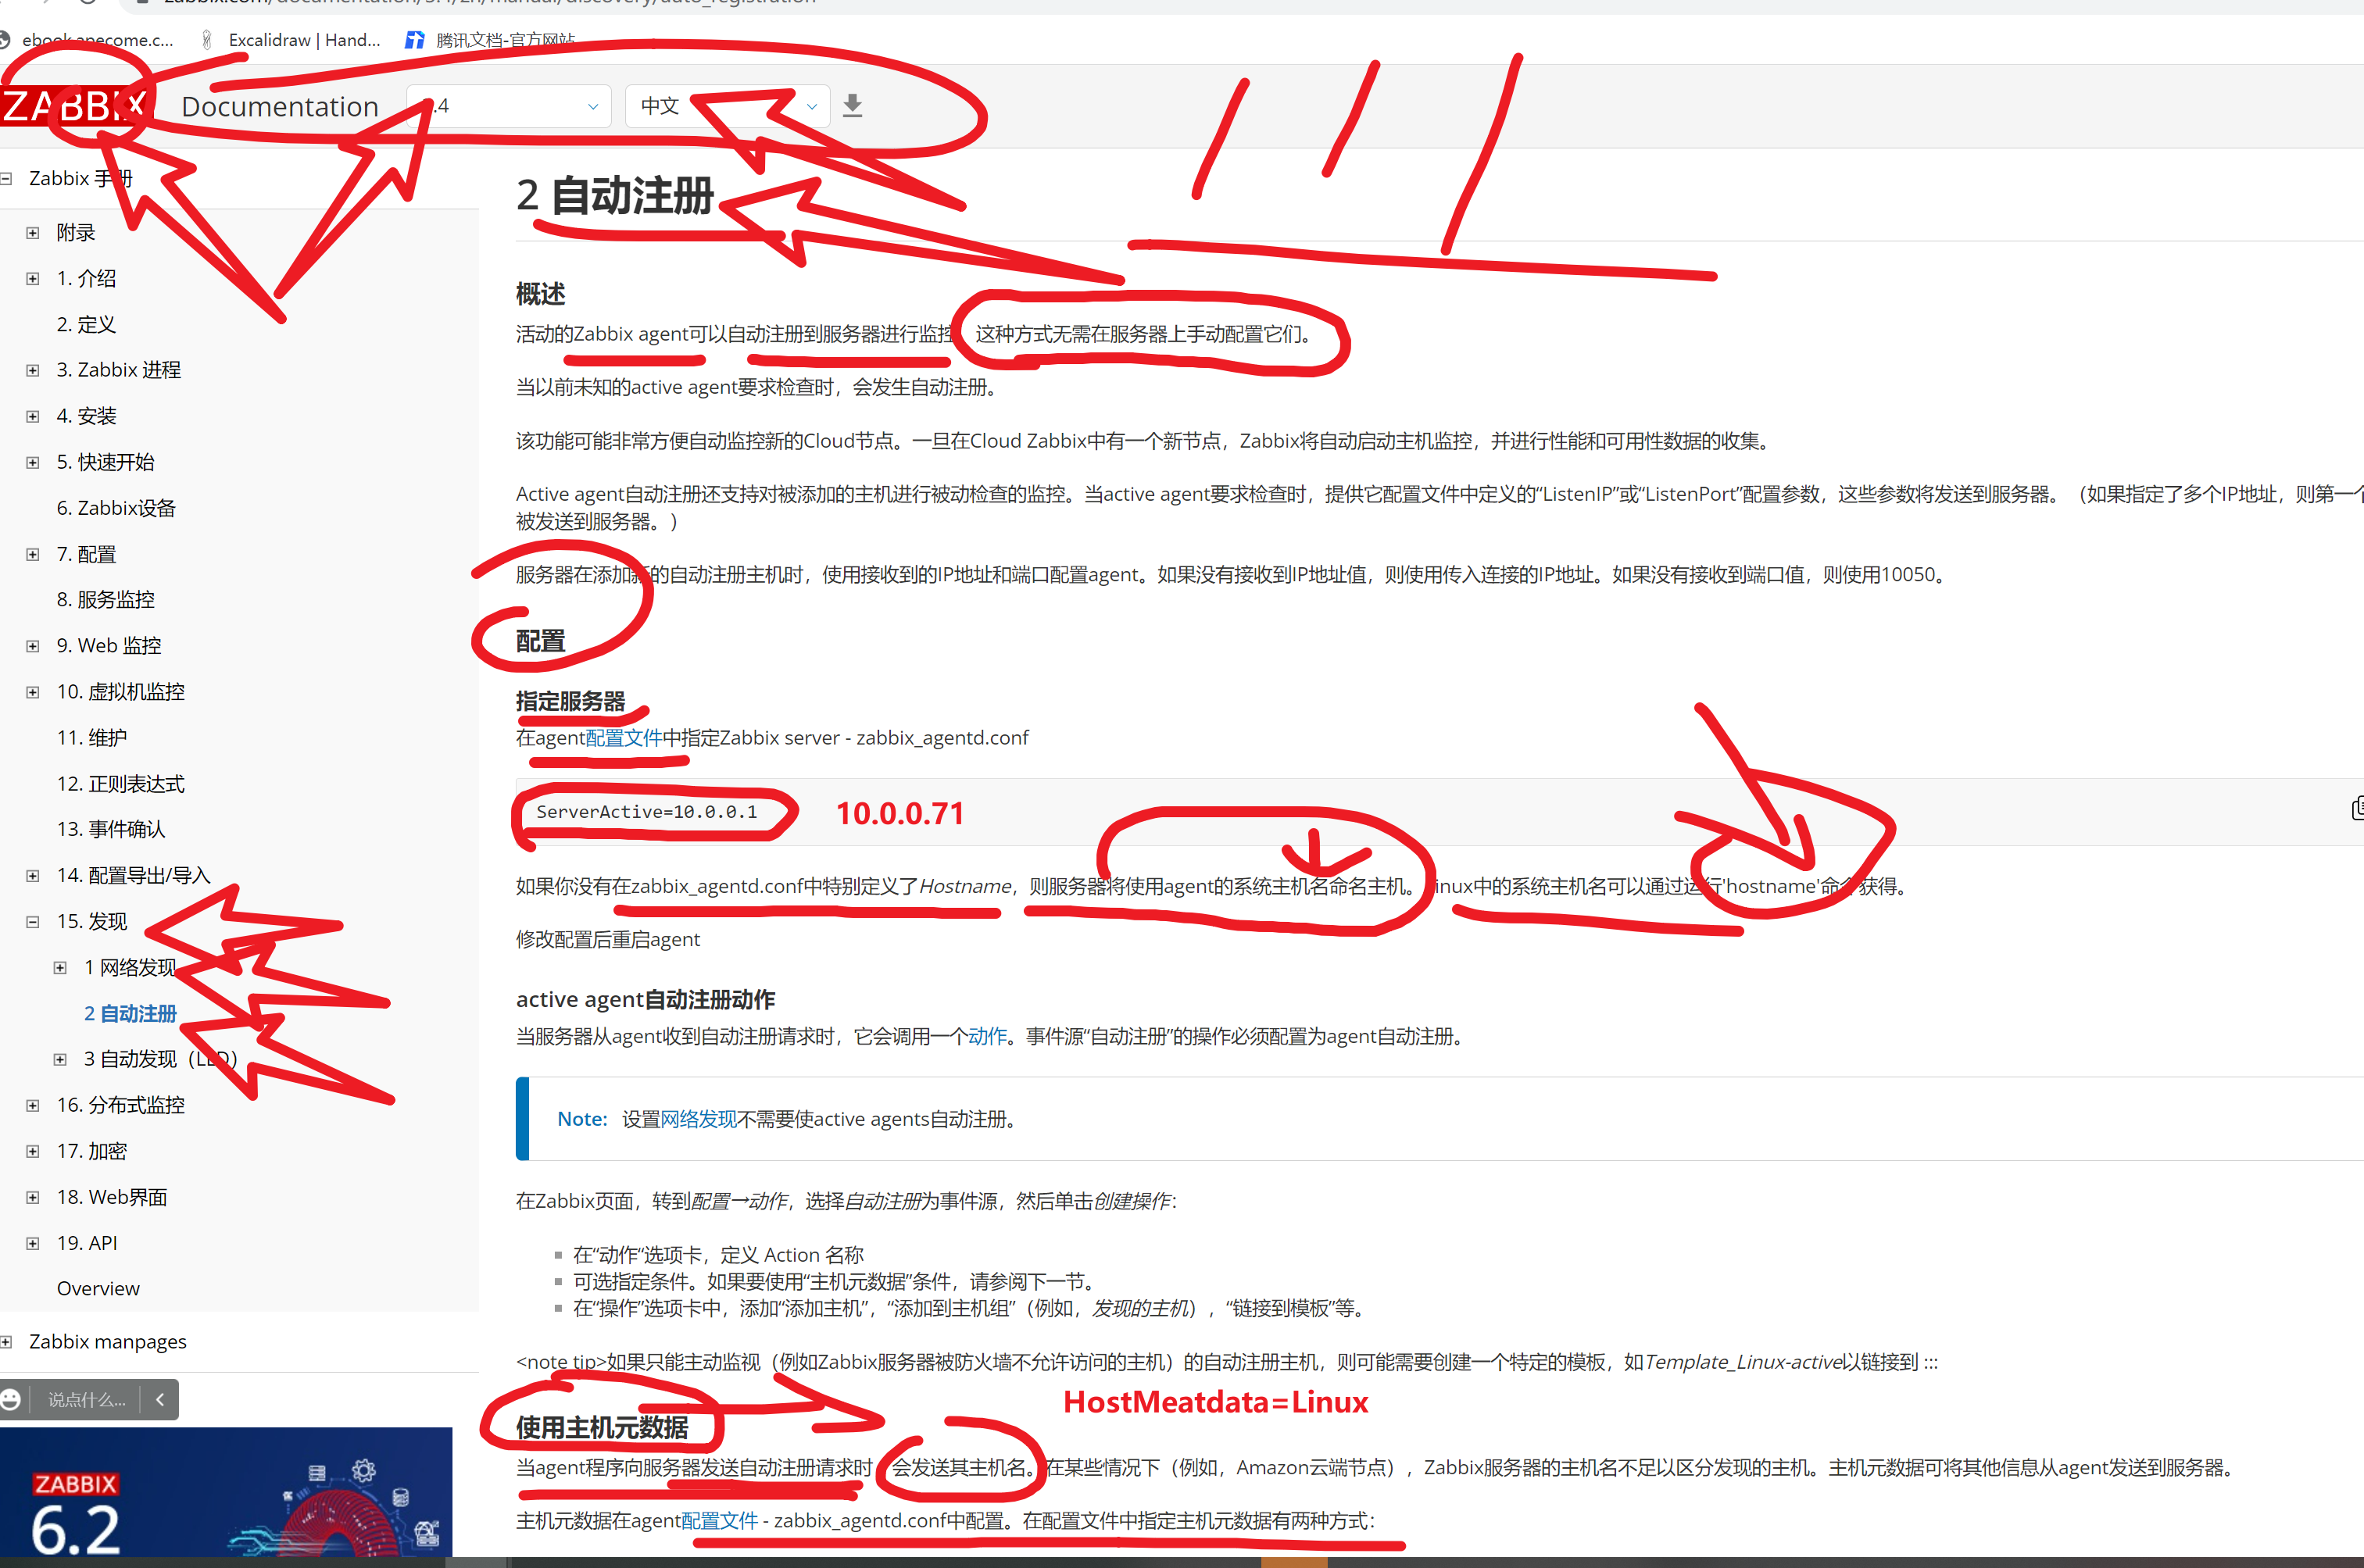 zabbix.com/documentation/5.4/zh/manual/discovery/auto_registration
ebook.apecome.c...
Excalidraw | Hand...
腾讯文档-官方网站
ZABBIX
Documentation
.4
中文
Zabbix 手册
附录
1. 介绍
2. 定义
3. Zabbix 进程
4. 安装
5. 快速开始
6. Zabbix设备
7. 配置
8. 服务监控
9. Web 监控
10. 虚拟机监控
11. 维护
12. 正则表达式
13. 事件确认
14. 配置导出/导入
15. 发现
1 网络发现
2 自动注册
3 自动发现（LLD）
16. 分布式监控
17. 加密
18. Web界面
19. API
Overview
Zabbix manpages
说点什么...
ZABBIX
6.2
2 自动注册
概述
活动的Zabbix agent可以自动注册到服务器进行监控 这种方式无需在服务器上手动配置它们。
当以前未知的active agent要求检查时，会发生自动注册。
该功能可能非常方便自动监控新的Cloud节点。一旦在Cloud Zabbix中有一个新节点，Zabbix将自动启动主机监控，并进行性能和可用性数据的收集。
Active agent自动注册还支持对被添加的主机进行被动检查的监控。当active agent要求检查时，提供它配置文件中定义的“ListenIP”或“ListenPort”配置参数，这些参数将发送到服务器。（如果指定了多个IP地址，则第一个
被发送到服务器。）
服务器在添加新的自动注册主机时，使用接收到的IP地址和端口配置agent。如果没有接收到IP地址值，则使用传入连接的IP地址。如果没有接收到端口值，则使用10050。
配置
指定服务器
在agent配置文件中指定Zabbix server - zabbix_agentd.conf
ServerActive=10.0.0.1
10.0.0.71
如果你没有在zabbix_agentd.conf中特别定义了Hostname，则服务器将使用agent的系统主机名命名主机。inux中的系统主机名可以通过运行'hostname'命令获得。
修改配置后重启agent
active agent自动注册动作
当服务器从agent收到自动注册请求时，它会调用一个动作。事件源“自动注册”的操作必须配置为agent自动注册。
Note: 设置网络发现不需要使active agents自动注册。
在Zabbix页面，转到配置→动作，选择自动注册为事件源，然后单击创建操作：
在“动作“选项卡，定义 Action 名称
可选指定条件。如果要使用“主机元数据”条件，请参阅下一节。
在“操作”选项卡中，添加“添加主机”，“添加到主机组”（例如，发现的主机），“链接到模板”等。
<note tip>如果只能主动监视（例如Zabbix服务器被防火墙不允许访问的主机）的自动注册主机，则可能需要创建一个特定的模板，如Template_Linux-active以链接到 :::
HostMeatdata=Linux
使用主机元数据
当agent程序向服务器发送自动注册请求时 会发送其主机名。在某些情况下（例如，Amazon云端节点），Zabbix服务器的主机名不足以区分发现的主机。主机元数据可将其他信息从agent发送到服务器。
主机元数据在agent配置文件 - zabbix_agentd.conf中配置。在配置文件中指定主机元数据有两种方式：